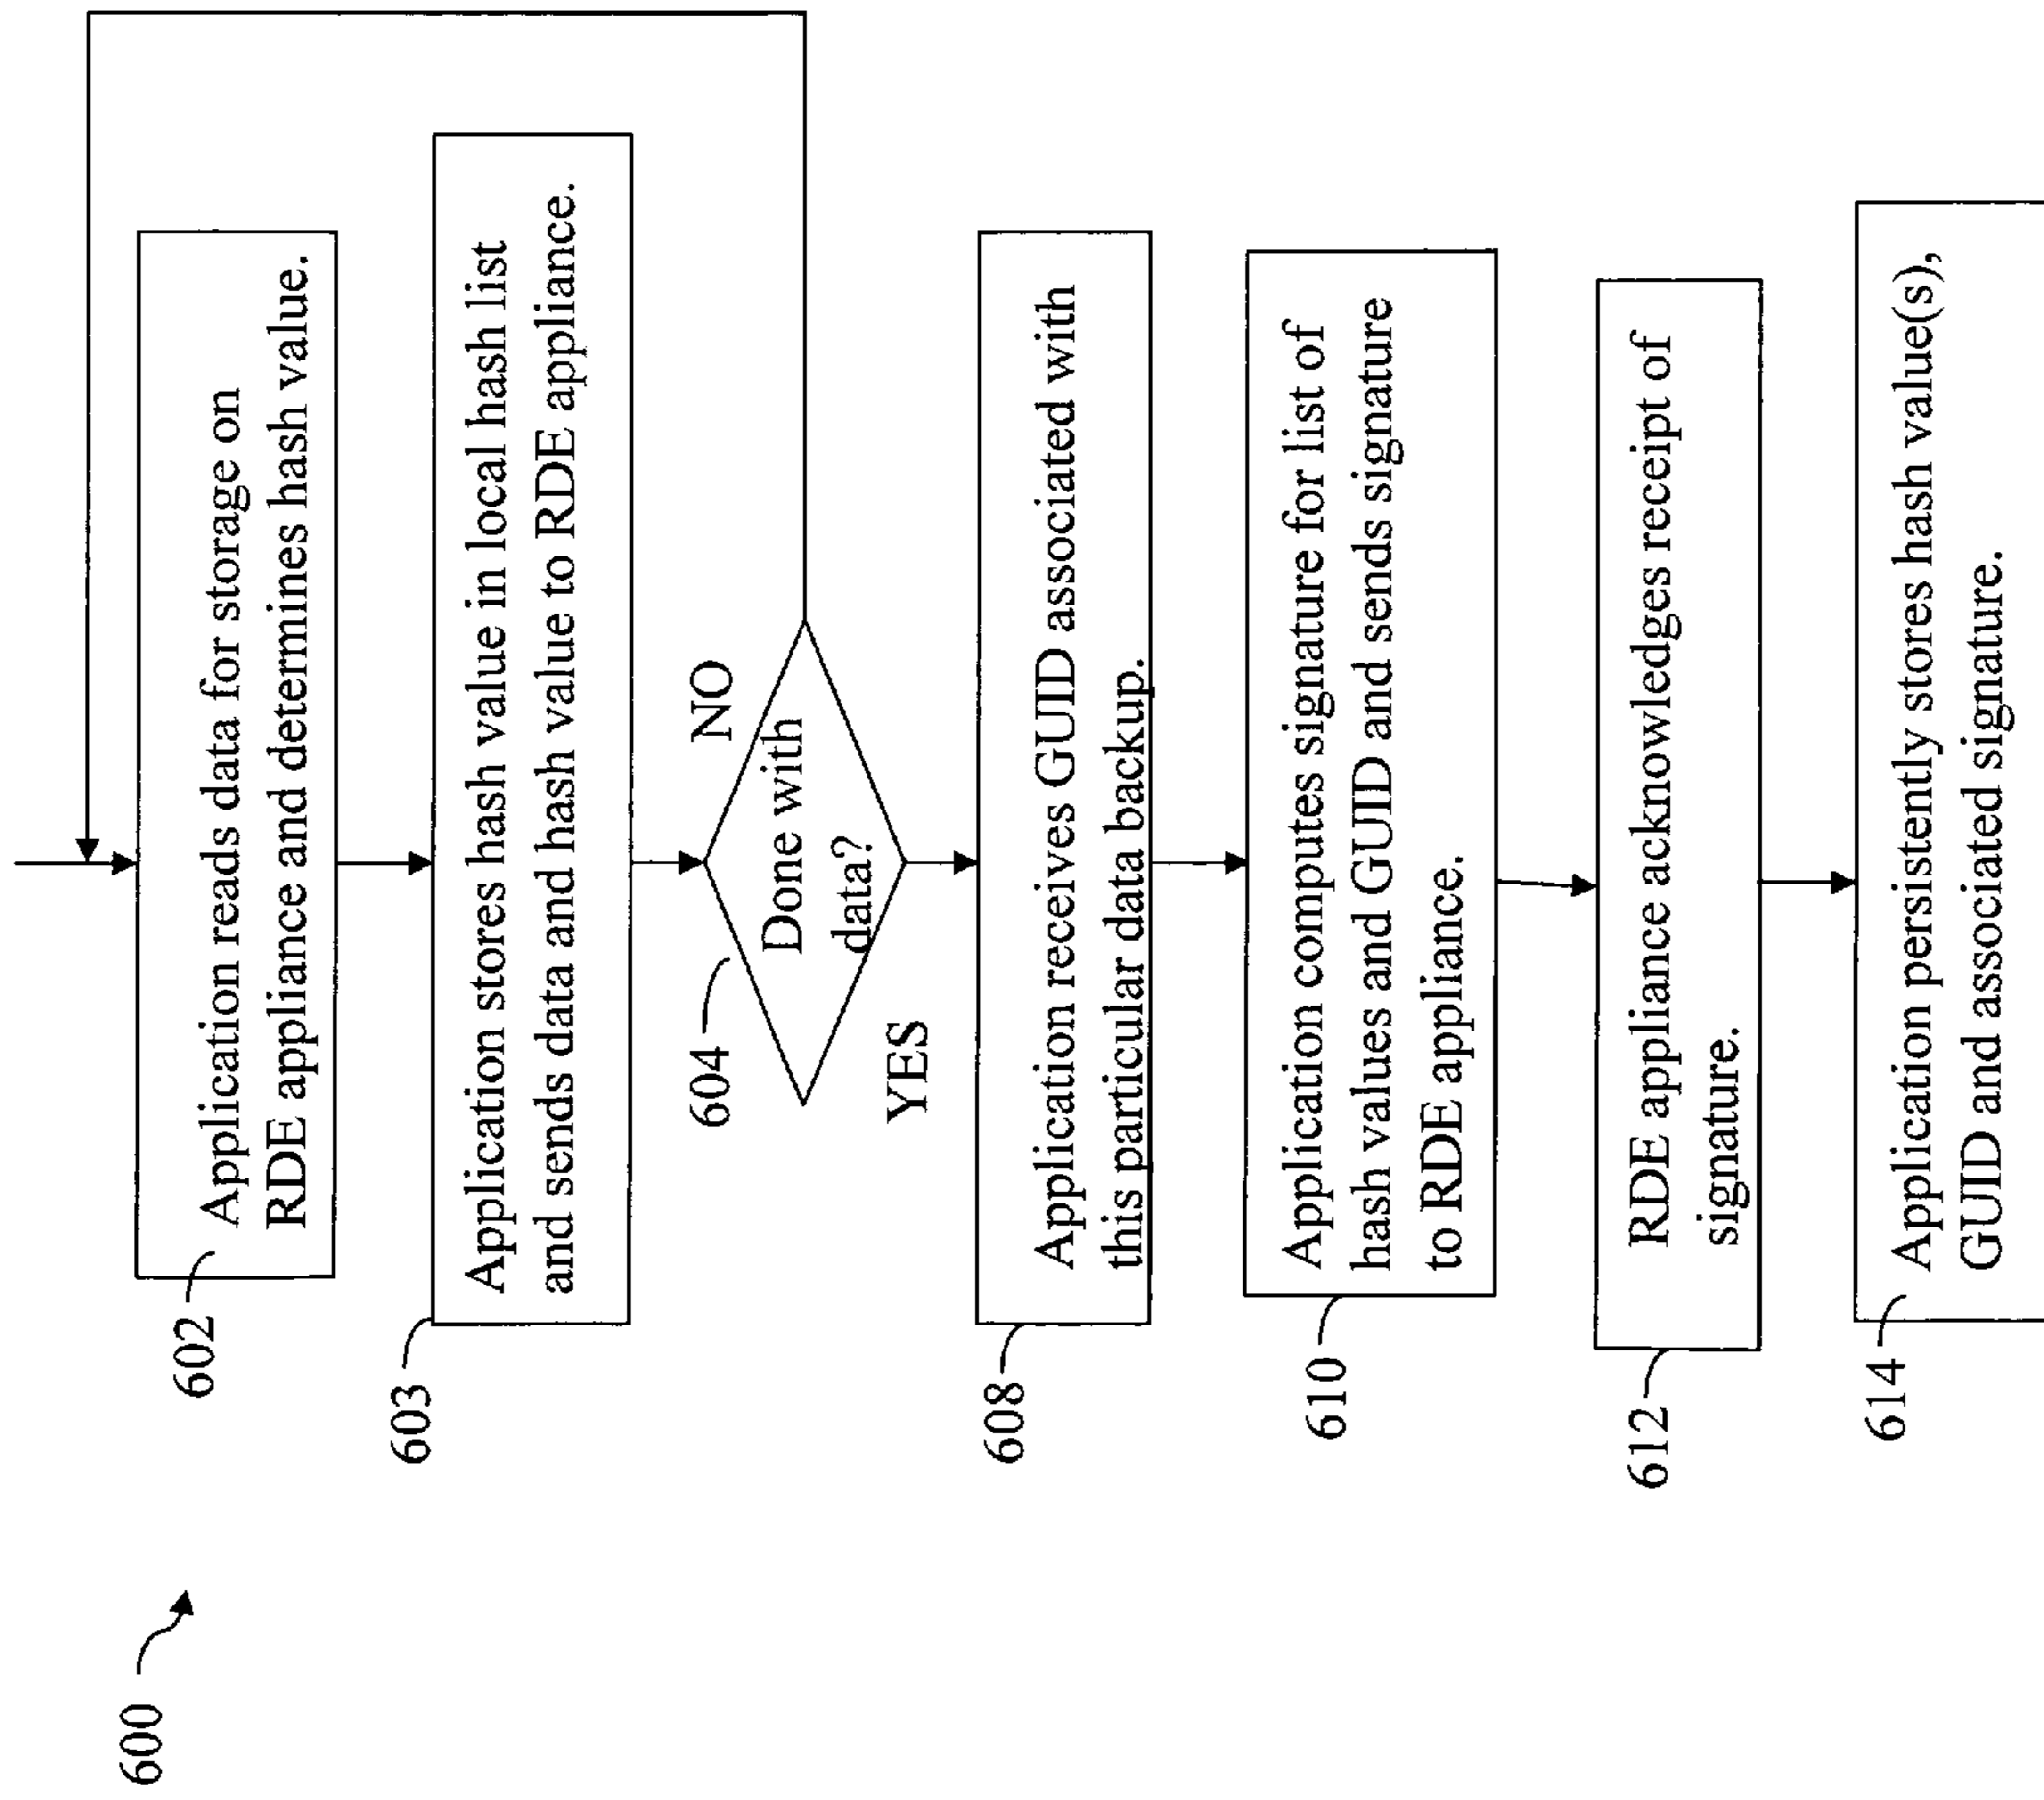 600
602
Application reads data for storage on
RDE appliance and determines hash value.
603
Application stores hash value in local hash list
and sends data and hash value to RDE appliance.
604
Done with
data?
NO
YES
608
Application receives GUID associated with
this particular data backup.
610
Application computes signature for list of
hash values and GUID and sends signature
to RDE appliance.
612
RDE appliance acknowledges receipt of
signature.
614
Application persistently stores hash value(s),
GUID and associated signature.